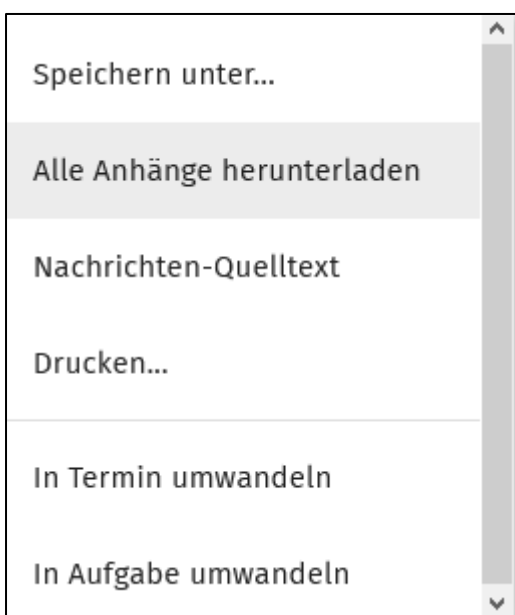 Speichern unter...
Alle Anhänge herunterladen
Nachrichten-Quelltext
Drucken...
In Termin umwandeln
In Aufgabe umwandeln